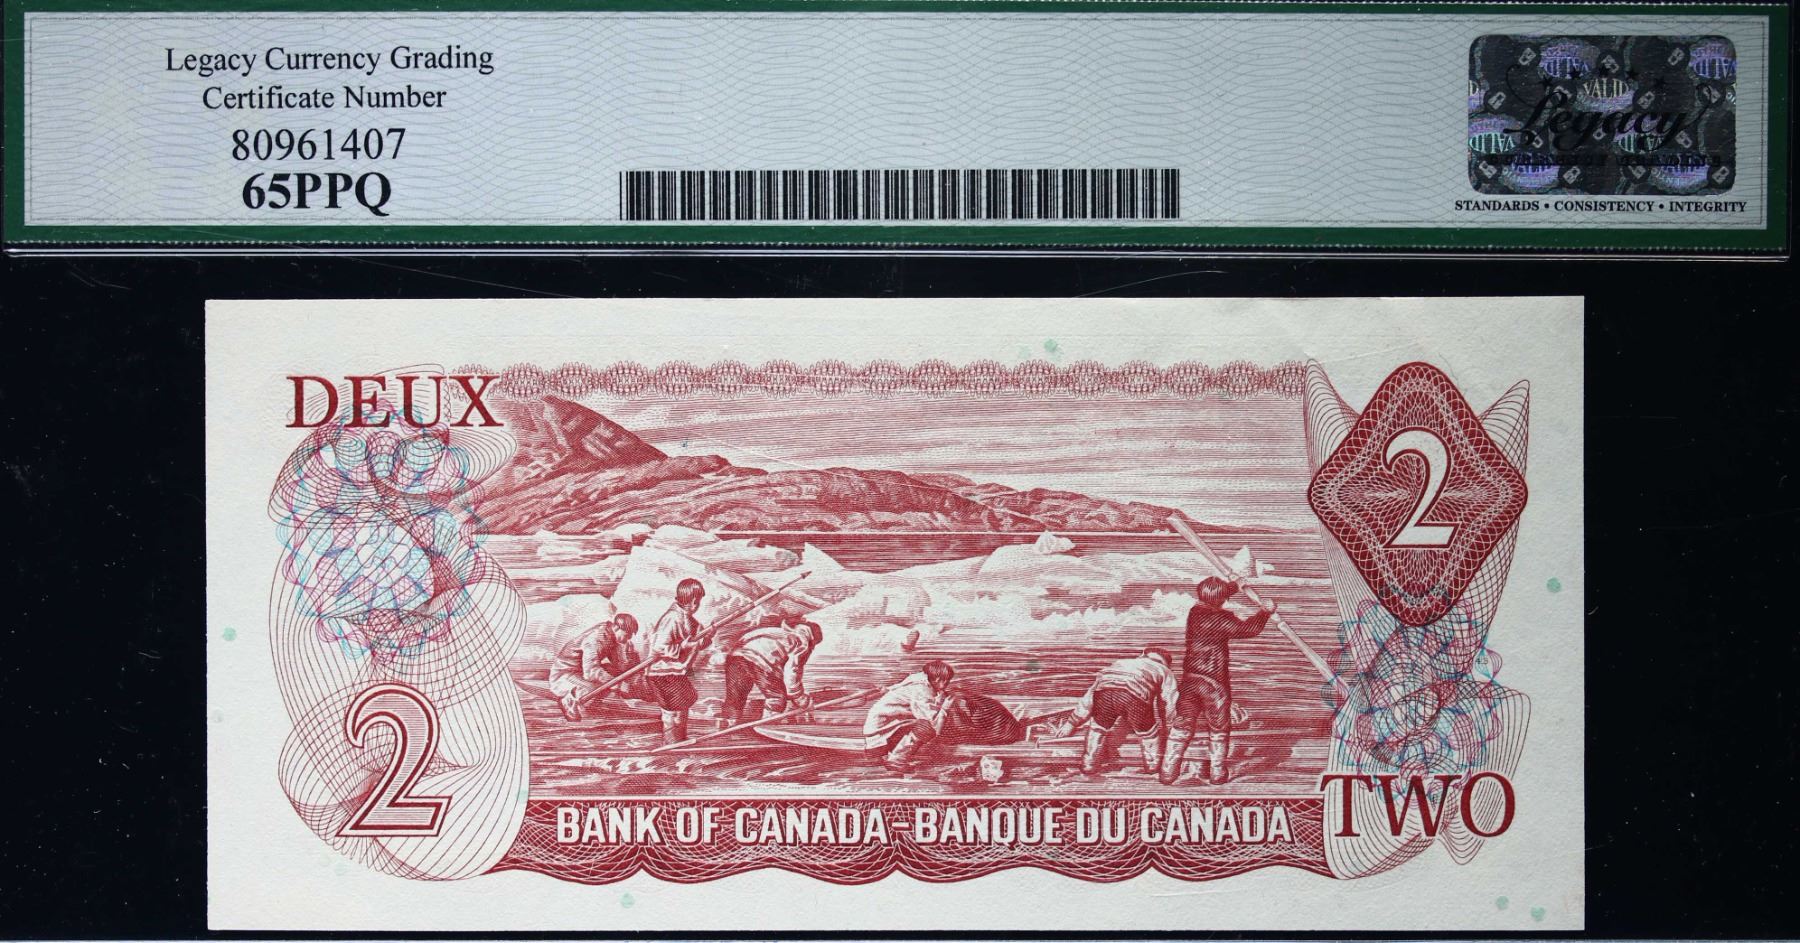 Legacy Currency Grading
Certificate Number
80961407
65PPQ
VALID
Legacy
STANDARDS • CONSISTENCY • INTEGRITY
DEUX
2
2
TWO
BANK OF CANADA-BANQUE DU CANADA